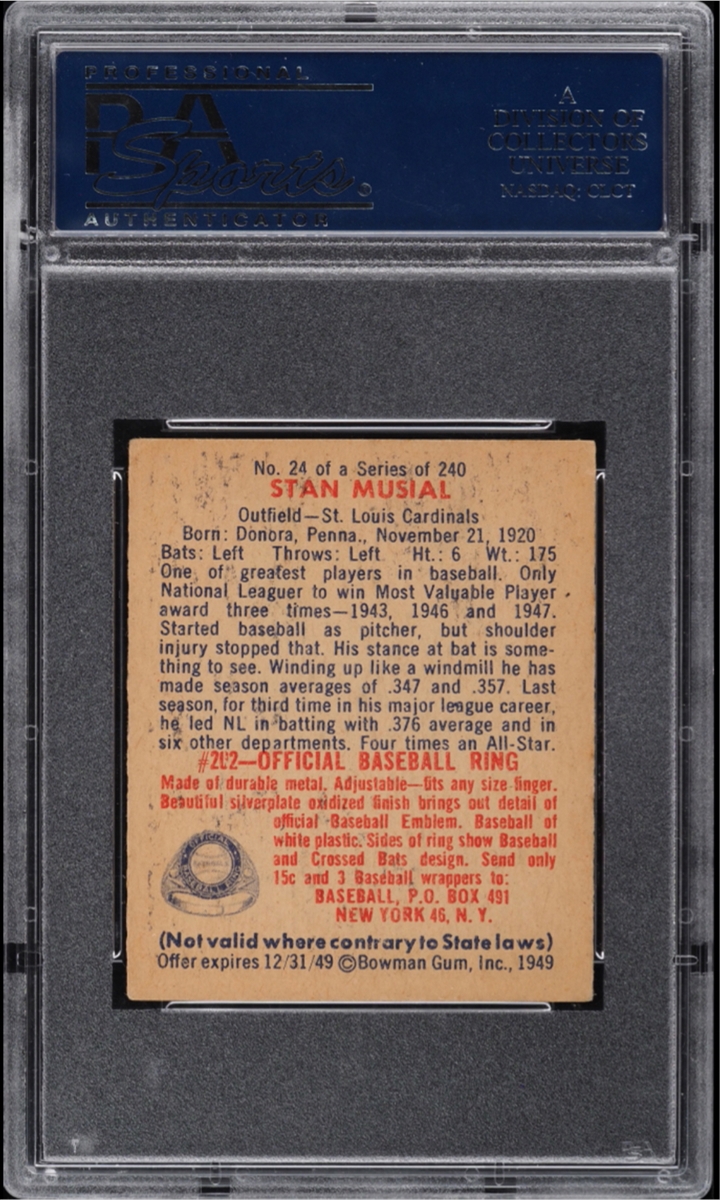 PROFESSIONAL
PSA
Sports
AUTHENTICATOR
A
DIVISION OF
COLLECTORS
UNIVERSE
NASDAQ: CLCT
No. 24 of a Series of 240
STAN MUSIAL
Outfield—St. Louis Cardinals
Born: Donora, Penna., November 21, 1920
Bats: Left Throws: Left Ht.: 6 Wt.: 175
One of greatest players in baseball. Only
National Leaguer to win Most Valuable Player
award three times—1943, 1946 and 1947.
Started baseball as pitcher, but shoulder
injury stopped that. His stance at bat is some-
thing to see. Winding up like a windmill he has
made season averages of .347 and .357. Last
season, for third time in his major league career,
he led NL in batting with .376 average and in
six other departments. Four times an All-Star.
#202—OFFICIAL BASEBALL RING
Made of durable metal. Adjustable—fits any size finger.
Beautiful silverplate oxidized finish brings out detail of
official Baseball Emblem. Baseball of
white plastic. Sides of ring show Baseball
and Crossed Bats design. Send only
15c and 3 Baseball wrappers to:
BASEBALL, P.O. BOX 491
NEW YORK 46, N. Y.
OFFICIAL
BASEBALL RING
(Not valid where contrary to State laws)
Offer expires 12/31/49 ©Bowman Gum, Inc., 1949